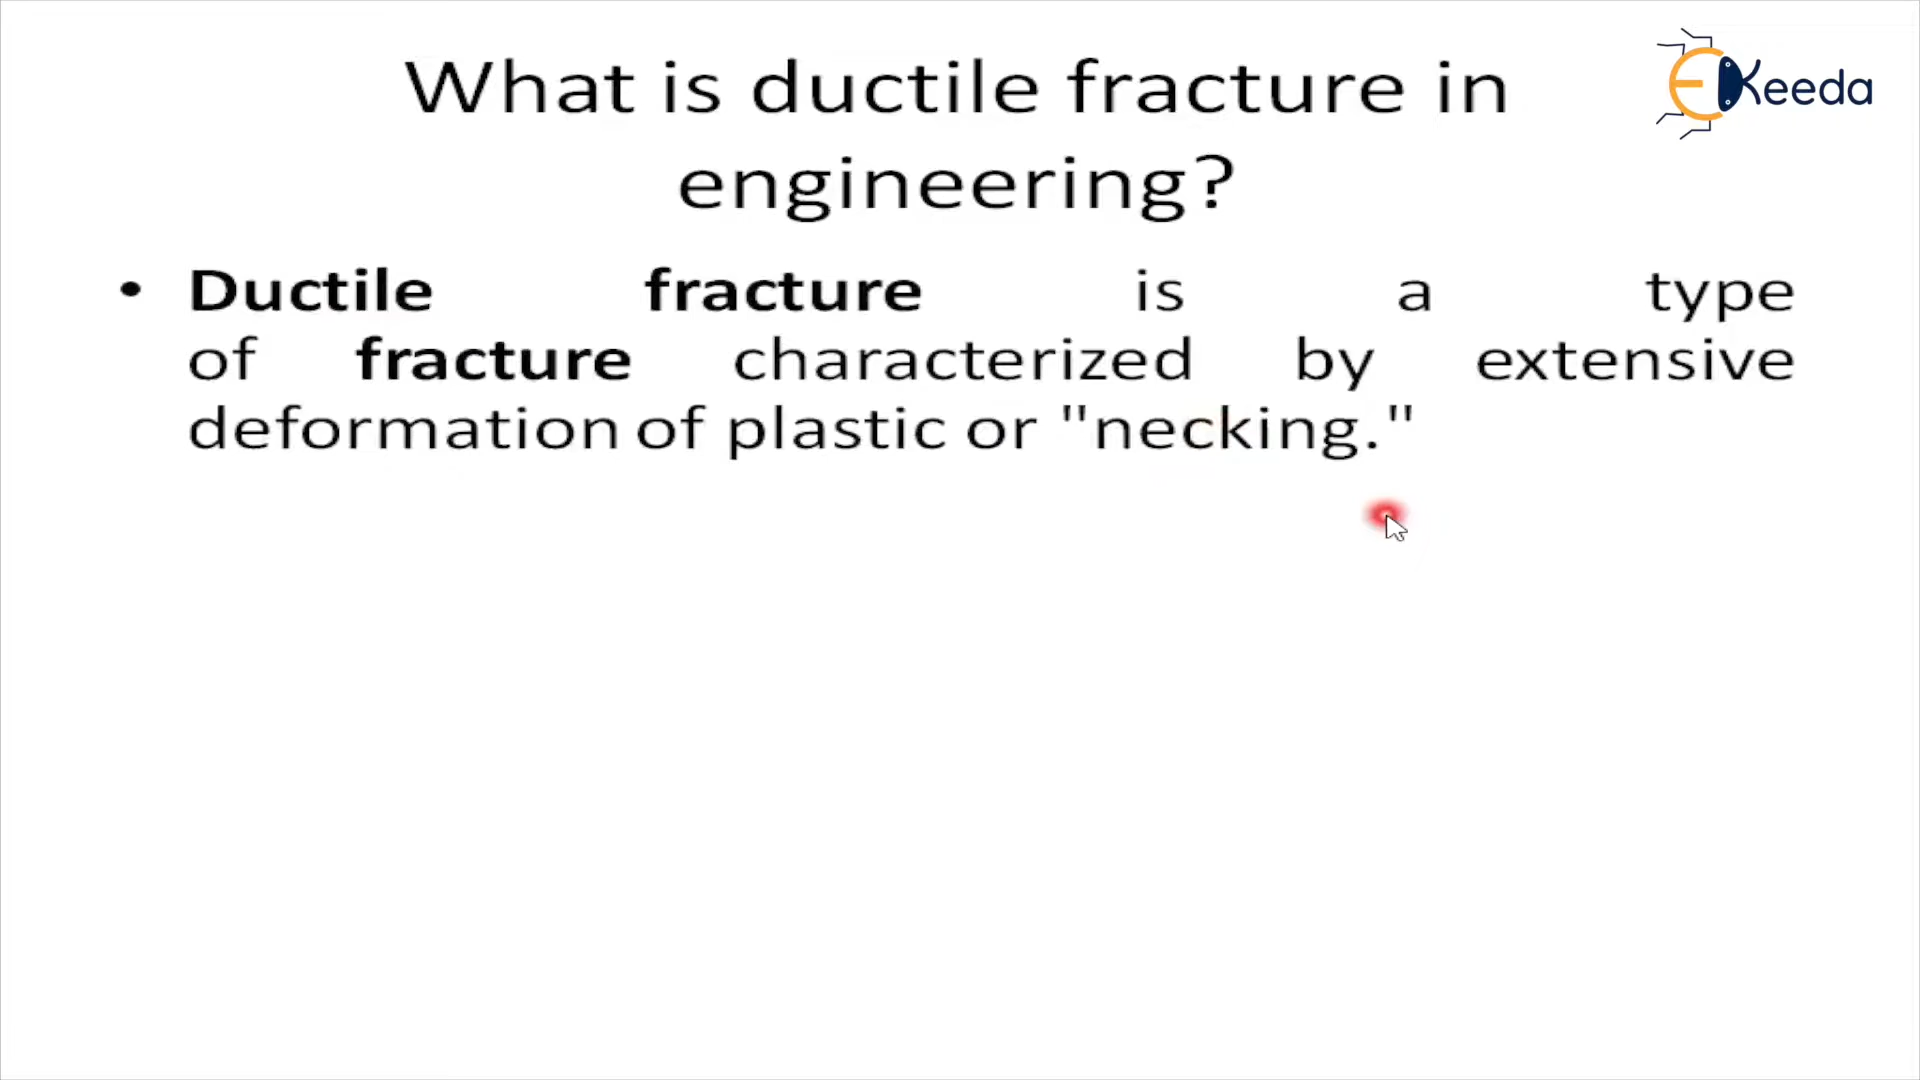 What is ductile fracture in
engineering?
EKeeda
• Ductile fracture is a type
of fracture characterized by extensive
deformation of plastic or "necking."